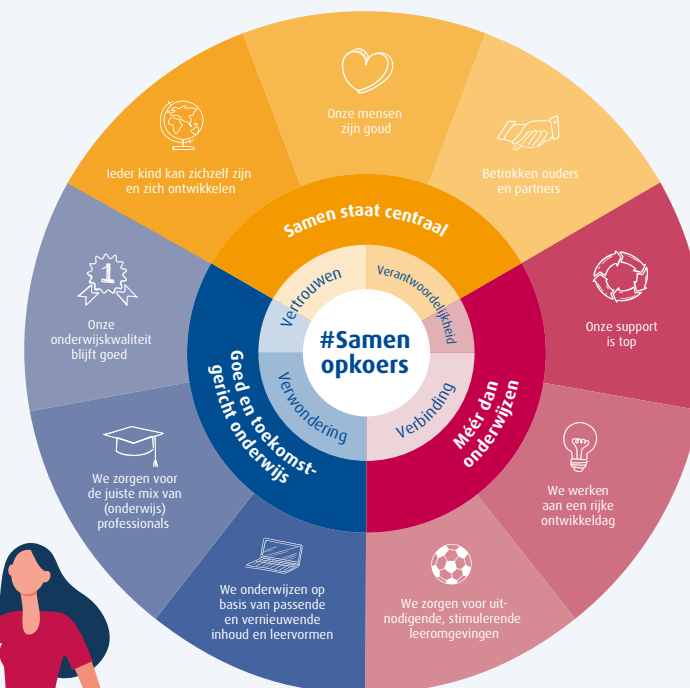 Onze mensen
zijn goud
Betrokken ouders
en partners
Onze support
is top
We werken
aan een rijke
ontwikkeldag
We zorgen voor uit-
nodigende, stimulerende
leeromgevingen
We onderwijzen op
basis van passende
en vernieuwende
inhoud en leervormen
We zorgen voor
de juiste mix van
(onderwijs)
professionals
1
Onze
onderwijskwaliteit
blijft goed
Ieder kind kan zichzelf zijn
en zich ontwikkelen
Samen staat centraal
Méér dan
onderwijzen
Goed en toekomst-
gericht onderwijs
Vertrouwen
Verantwoordelijkheid
Verbinding
Verwondering
#Samen
opkoers